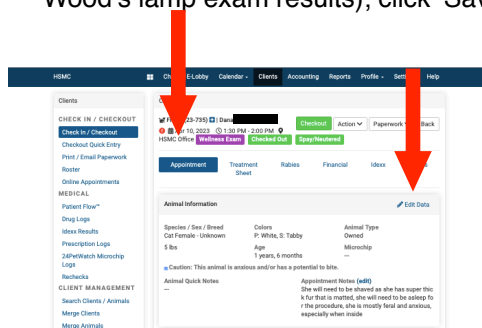 Wood's lamp exam results), click 'Sav
HSMC
E-Lobby Calendar Clients Accounting Reports Profile Help
Clients
CHECK IN / CHECKOUT
23-735) | Dana
Checkout Action Paperwork Back
Check In / Checkout
10, 2023 1:30 PM - 2:00 PM
Checkout Quick Entry
HSMC Office Wellness Exam Checked Out Spay/Neutered
Print / Email Paperwork
Roster
Appointment Treatment Sheet Rabies Financial Idexx
Online Appointments
MEDICAL
Patient Flow™
Animal Information Edit Data
Drug Logs
Idexx Results
Species / Sex / Breed Colors Animal Type
Cat Female - Unknown P: White, S: Tabby Owned
Prescription Logs
5 lbs Age Microchip
24PetWatch Microchip Logs
1 years, 6 months ---
Rechecks
Caution: This animal is anxious and/or has a potential to bite.
CLIENT MANAGEMENT
Animal Quick Notes Appointment Notes (edit)
---
She will need to be shaved as she has super thic
k fur that is matted, she will need to be asleep fo
r the procedure, she is mostly feral and anxious,
especially when inside
Search Clients / Animals
Merge Clients
Merge Animals